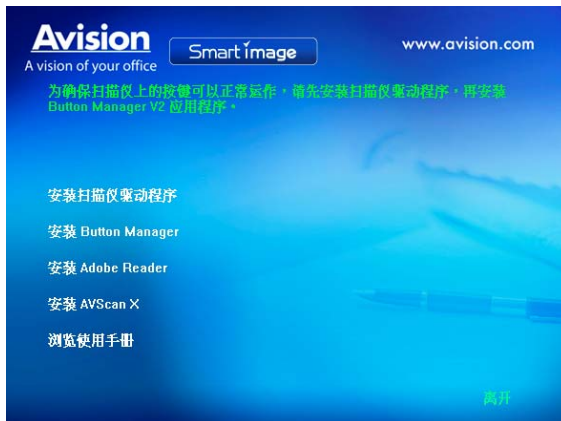 Avision
A vision of your office
Smart image
www.avision.com
为确保扫描仪上的按键可以正常运作，请先安装扫描仪驱动程序，再安装
Button Manager V2 应用程序。
安装扫描仪驱动程序
安装 Button Manager
安装 Adobe Reader
安装 AVScan X
浏览使用手册
离开